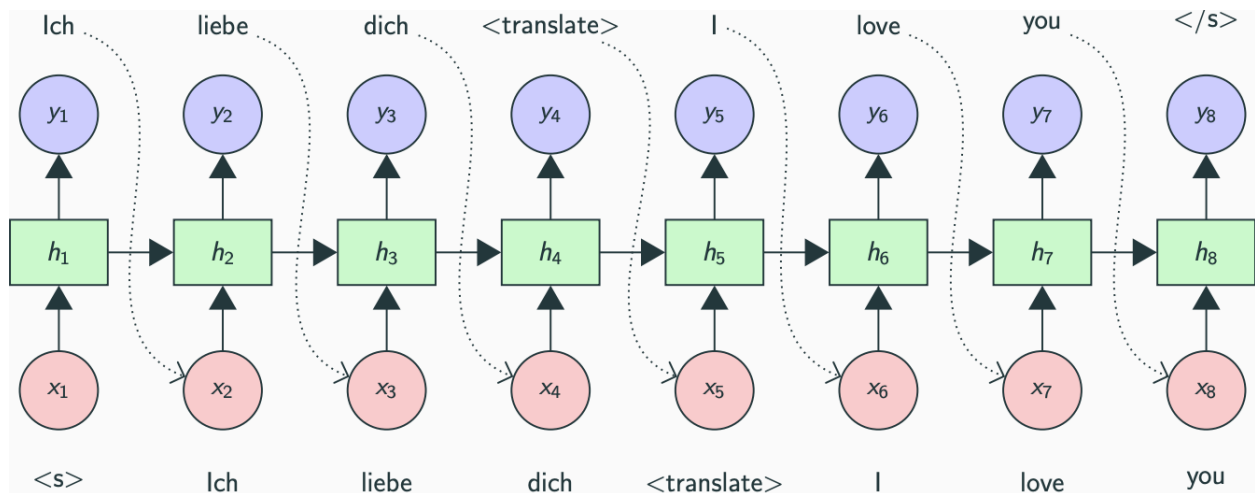 Ich liebe dich <translate> I love you </s>
y₁ y₂ y₃ y₄ y₅ y₆ y₇ y₈
h₁ h₂ h₃ h₄ h₅ h₆ h₇ h₈
x₁ x₂ x₃ x₄ x₅ x₆ x₇ x₈
<s> Ich liebe dich <translate> I love you